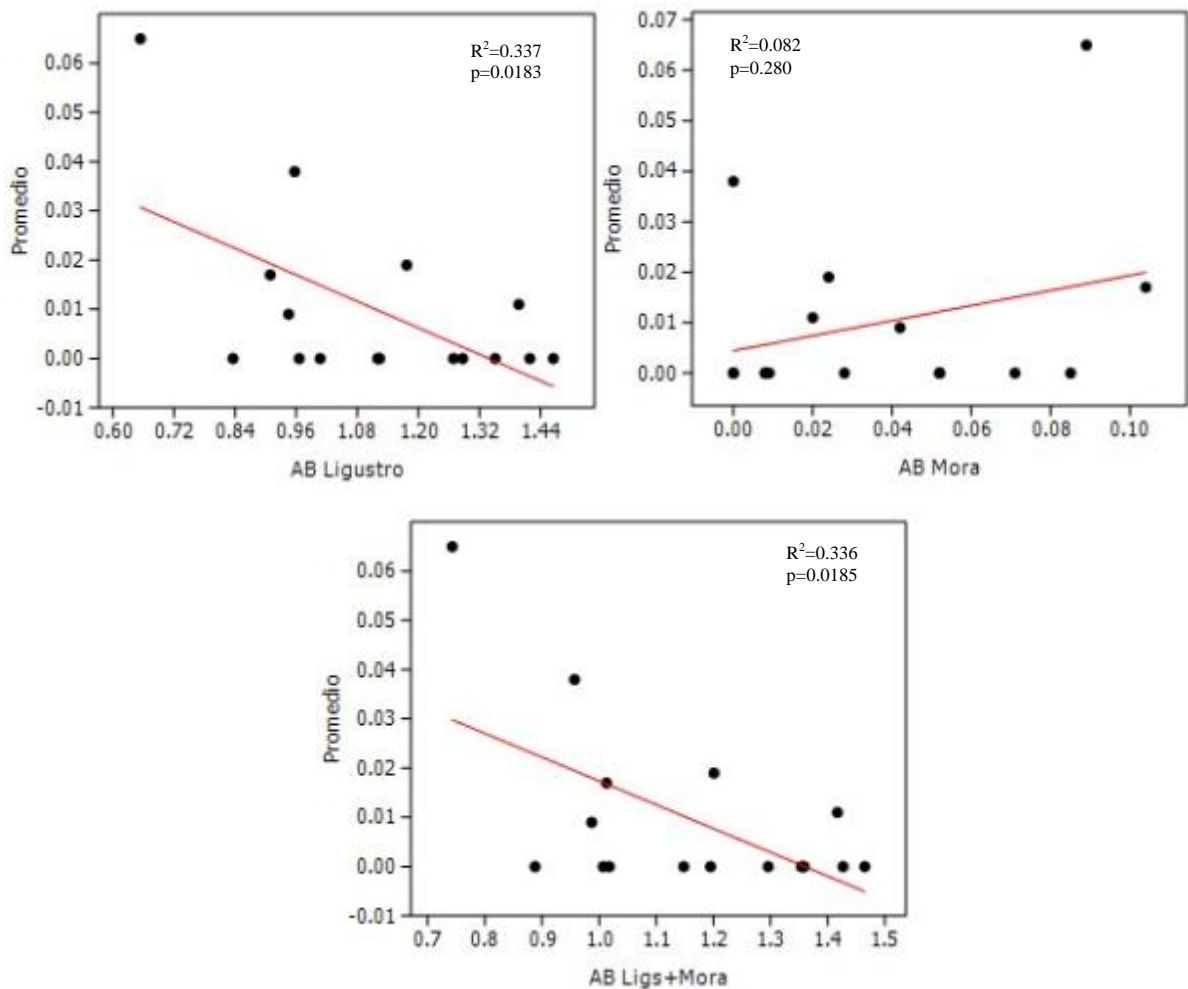 R²=0.337
p=0.0183
Promedio
0.06
0.05
0.04
0.03
0.02
0.01
0.00
-0.01
0.60 0.72 0.84 0.96 1.08 1.20 1.32 1.44
AB Ligustro
R²=0.082
p=0.280
Promedio
0.07
0.06
0.05
0.04
0.03
0.02
0.01
0.00
0.00 0.02 0.04 0.06 0.08 0.10
AB Mora
R²=0.336
p=0.0185
Promedio
0.06
0.05
0.04
0.03
0.02
0.01
0.00
-0.01
0.7 0.8 0.9 1.0 1.1 1.2 1.3 1.4 1.5
AB Ligs+Mora